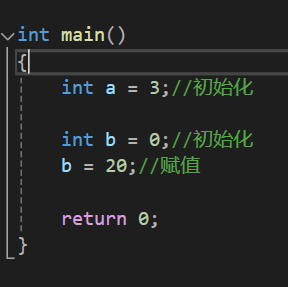 int main()
{
int a = 3;//初始化
int b = 0;//初始化
b = 20;//赋值
return 0;
}